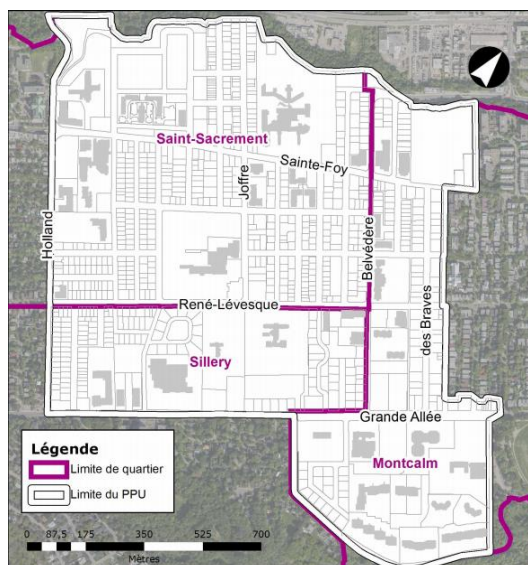 Saint-Sacrement
Sainte-Foy
Joffre
Holland
Belvédère
René-Lévesque
des Braves
Sillery
Grande Allée
Montcalm
Légende
Limite de quartier
Limite du PPU
0 87,5 175 350 525 700
Mètres